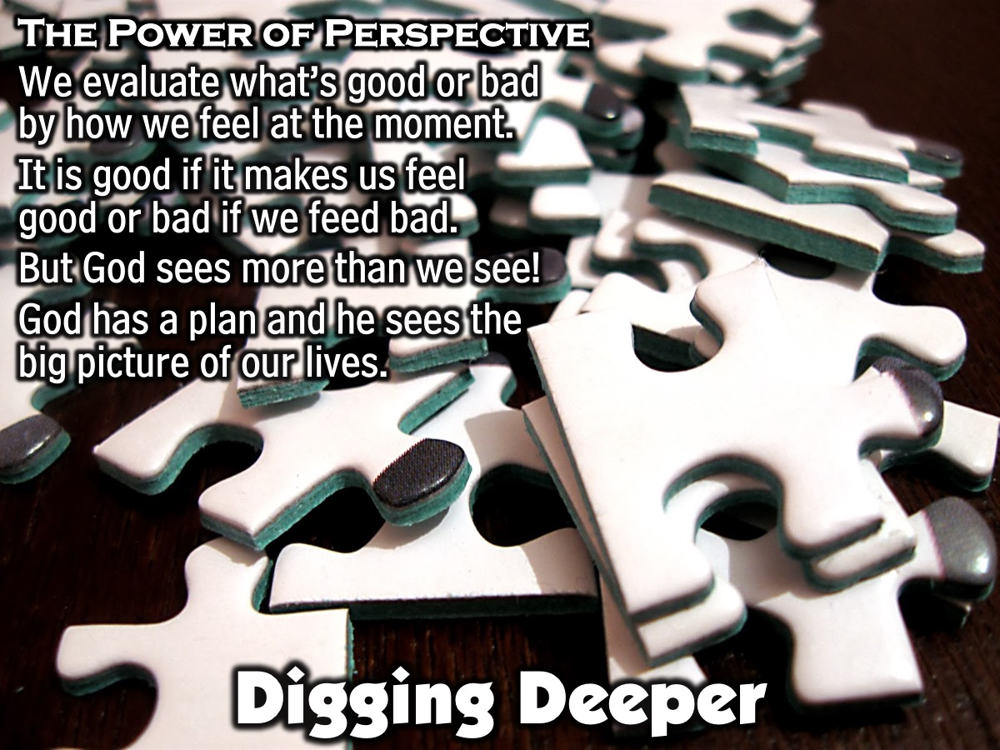 The Power of Perspective
We evaluate what's good or bad
by how we feel at the moment.
It is good if it makes us feel
good or bad if we feed bad.
But God sees more than we see!
God has a plan and he sees the
big picture of our lives.
Digging Deeper